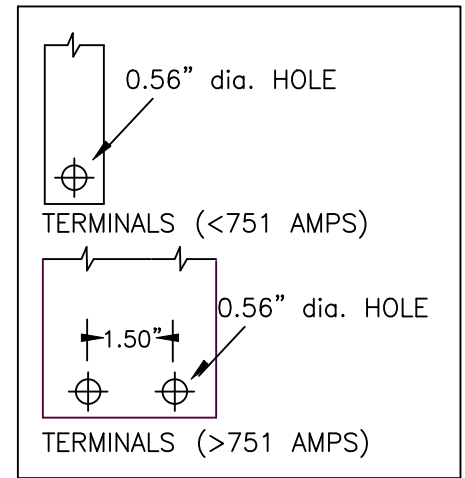 0.56” dia. HOLE
TERMINALS (<751 AMPS)
0.56” dia. HOLE
1.50”
TERMINALS (>751 AMPS)